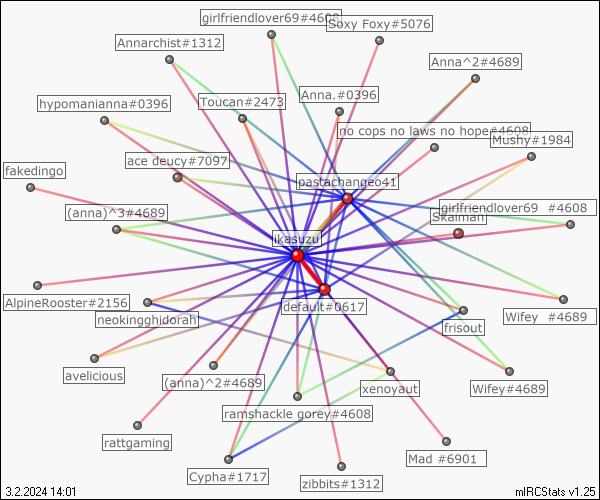 girlfriendlover69#4608
Soxy Foxy#5076
Annarchist#1312
Anna^2#4689
hypomanianna#0396
Toucan#2473
Anna.#0396
no cops no laws no hope#4608
Mushy#1984
ace deucy#7097
fakedingo
pastachangeo41
(anna)^3#4689
girlfriendlover69 #4608
Skaiman
ikasuzu
AlpineRooster#2156
neokingghidorah
default#0617
Wifey #4689
frisout
avelicious
(anna)^2#4689
xenoyaut
Wifey#4689
ramshackle gorey#4608
rattgaming
Mad #6901
Cypha#1717
zibbits#1312
3.2.2024 14:01
mIRCStats v1.25